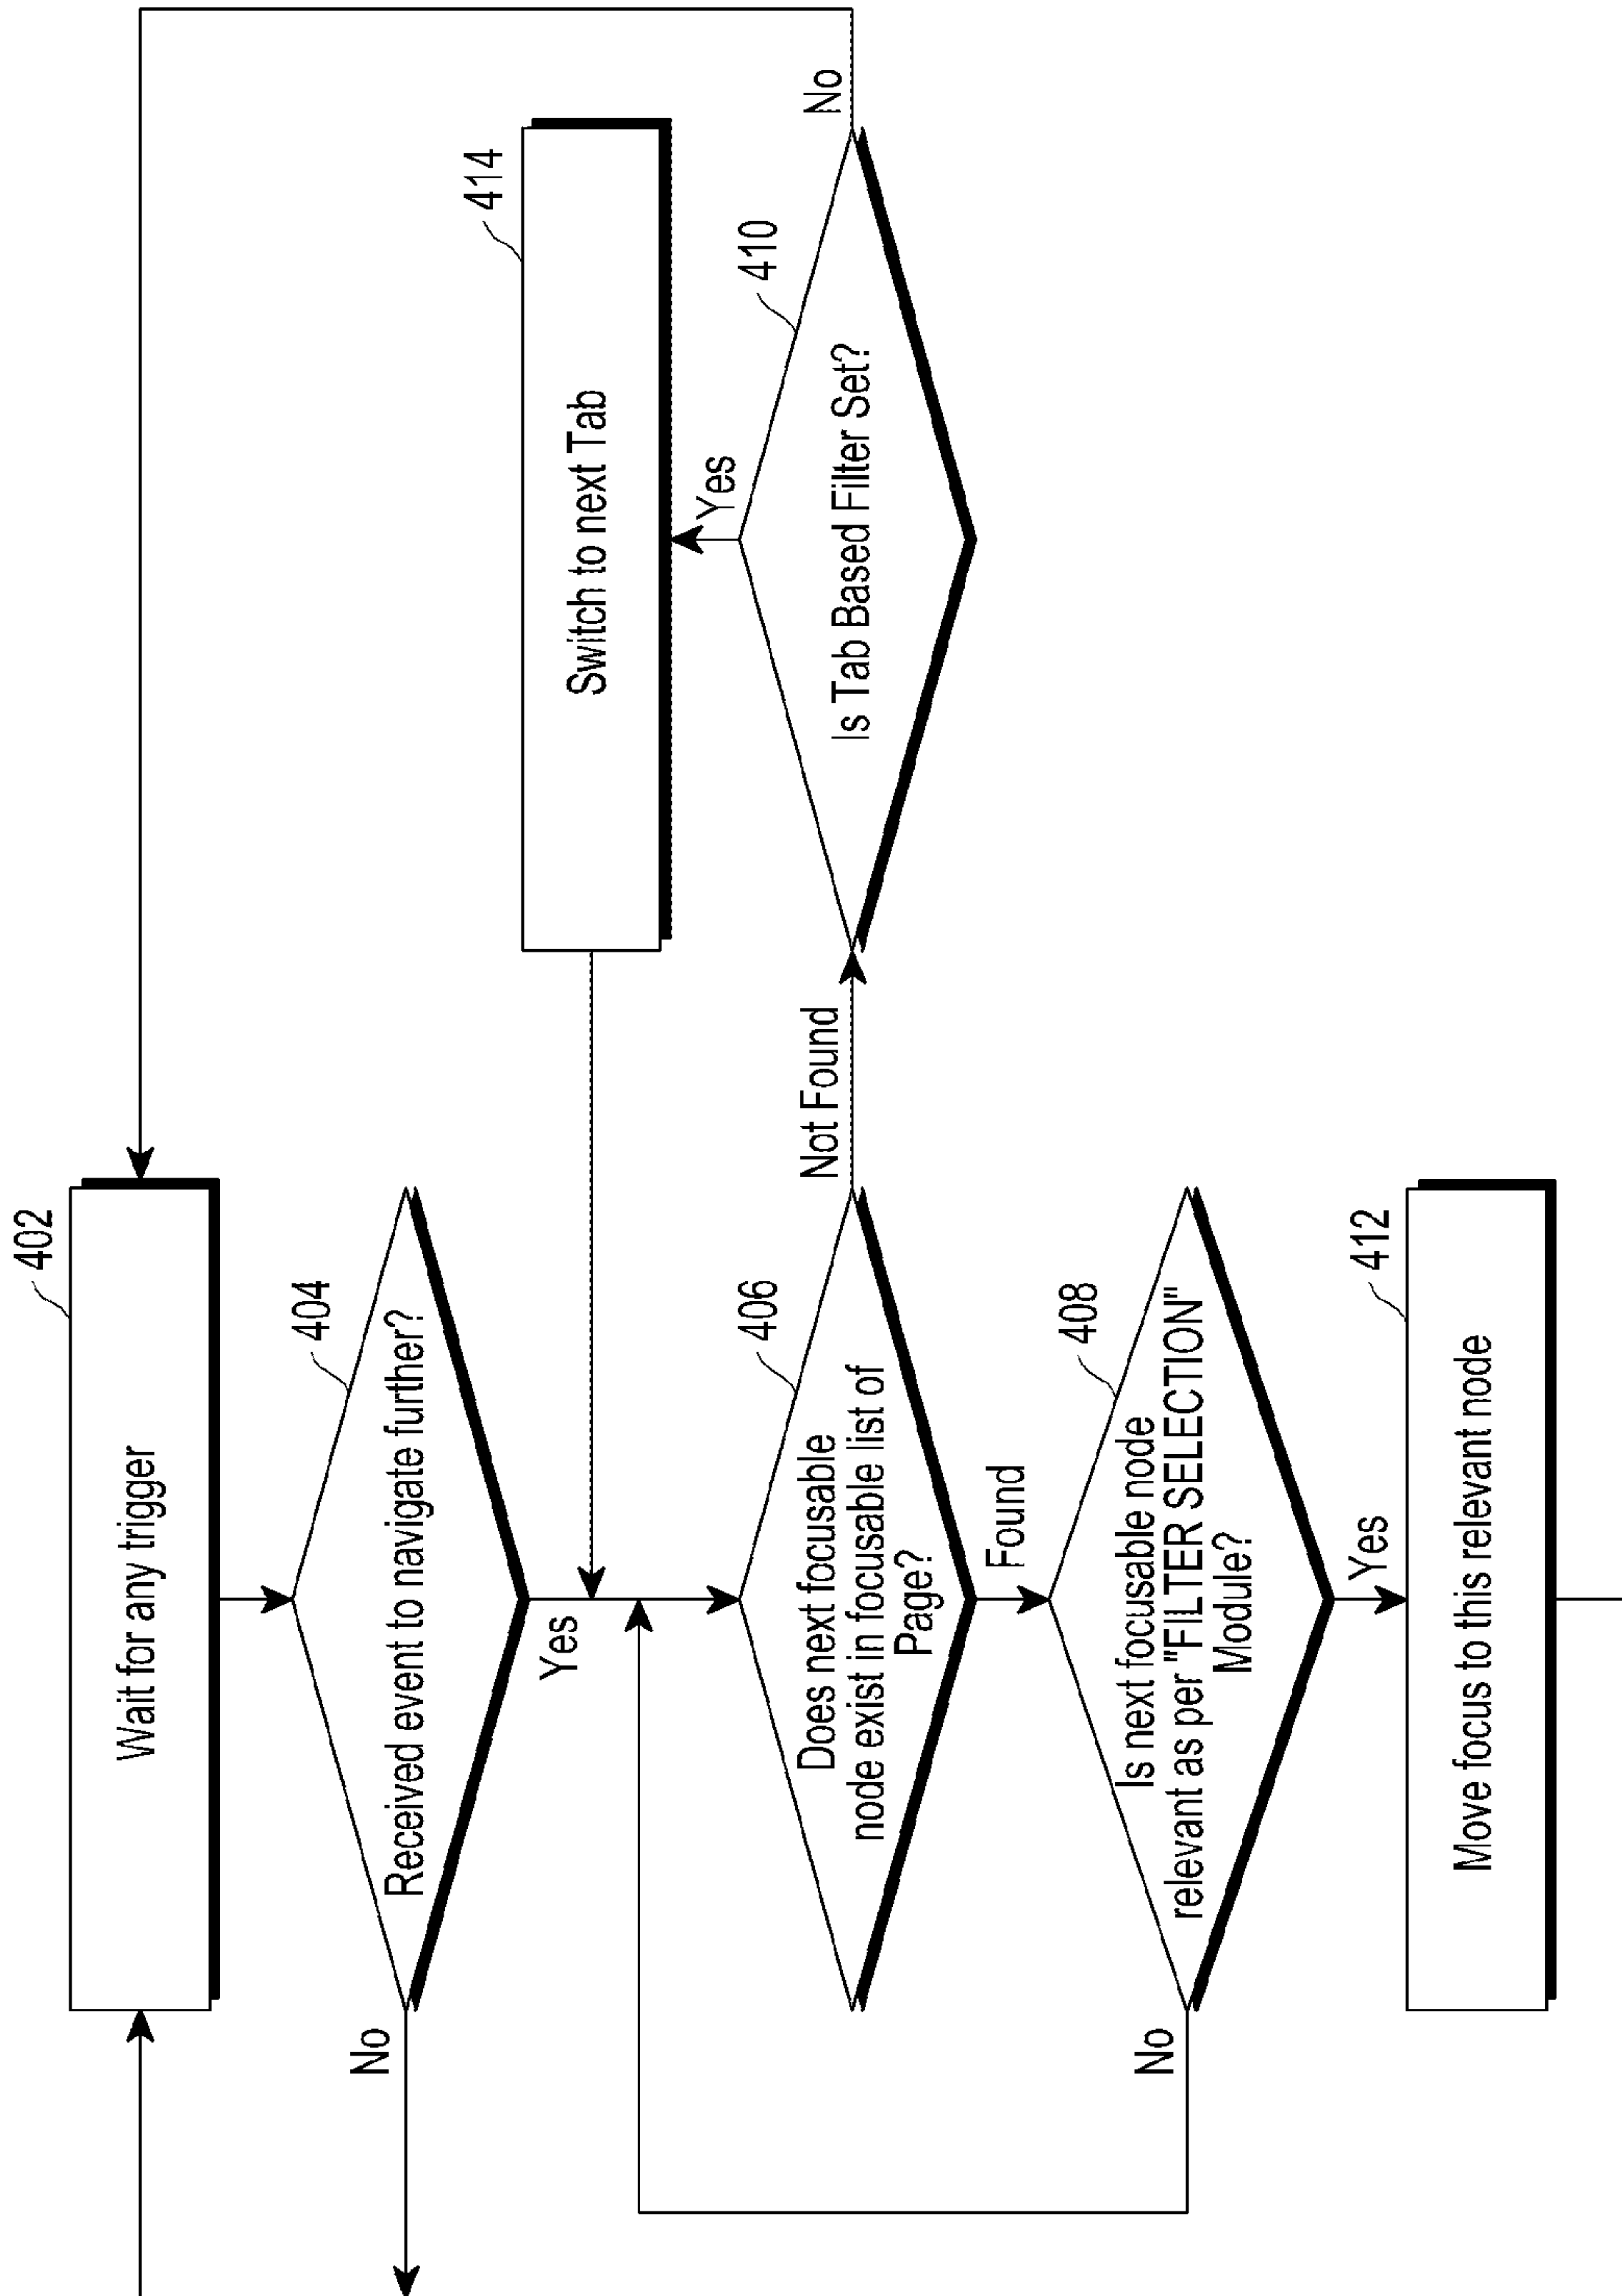 402
Wait for any trigger
404
Received event to navigate further?
No
Yes
406
Does next focusable
node exist in focusable list of
Page?
Not Found
Found
408
Is next focusable node
relevant as per "FILTER SELECTION"
Module?
No
Yes
412
Move focus to this relevant node
414
Switch to next Tab
Yes
410
Is Tab Based Filter Set?
No